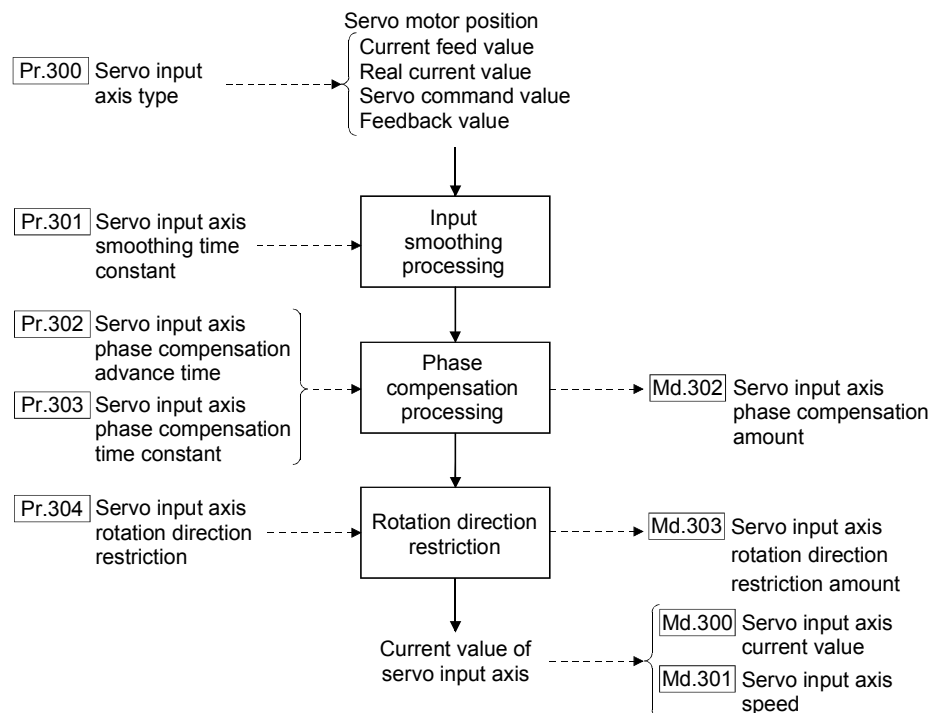 Servo motor position
Pr.300 Servo input
axis type
Current feed value
Real current value
Servo command value
Feedback value
Pr.301 Servo input axis
smoothing time
constant
Input
smoothing
processing
Pr.302 Servo input axis
phase compensation
advance time
Pr.303 Servo input axis
phase compensation
time constant
Phase
compensation
processing
Md.302 Servo input axis
phase compensation
amount
Pr.304 Servo input axis
rotation direction
restriction
Rotation direction
restriction
Md.303 Servo input axis
rotation direction
restriction amount
Current value of
servo input axis
Md.300 Servo input axis
current value
Md.301 Servo input axis
speed